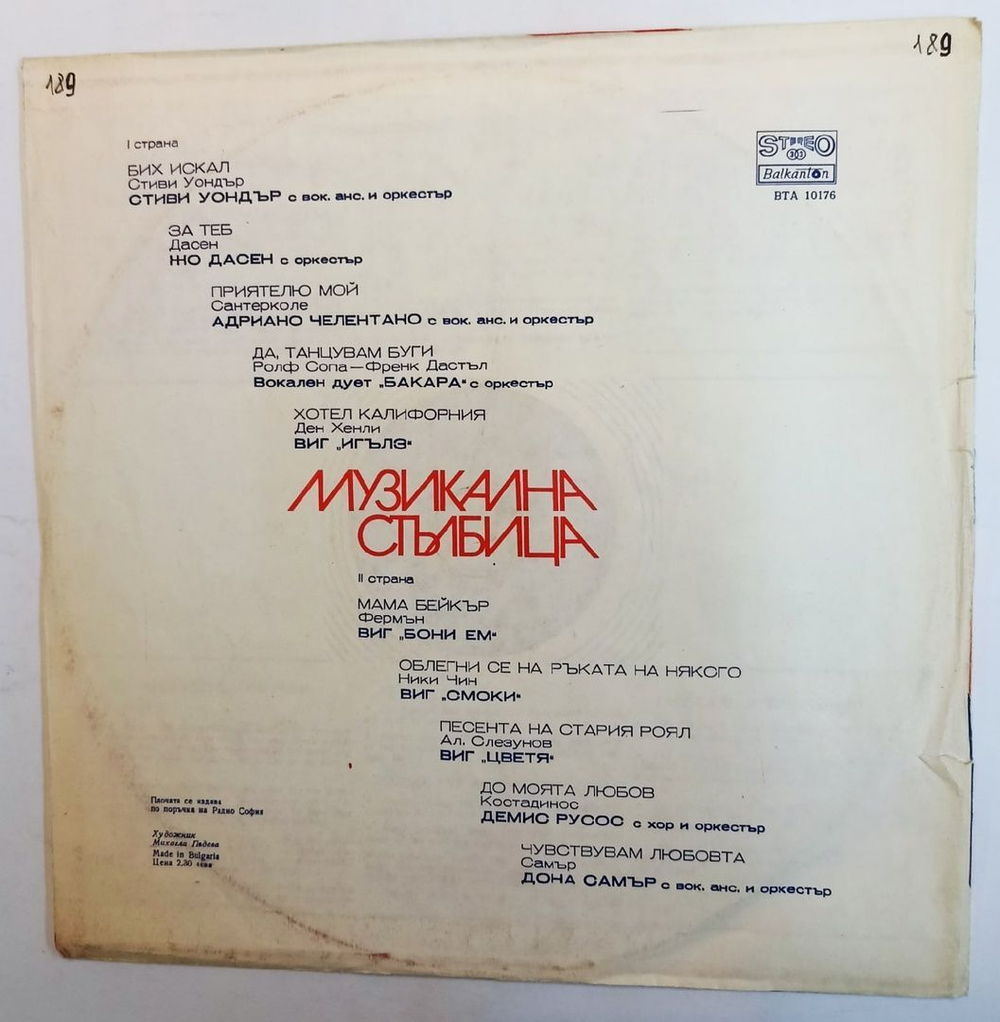 189
189
STEREO
33
Balkanton
ВТА 10176
I страна
БИХ ИСКАЛ
Стиви Уондър
СТИВИ УОНДЪР с вок. анс. и оркестър
ЗА ТЕБ
Дасен
ЖО ДАСЕН с оркестър
ПРИЯТЕЛЮ МОЙ
Сантерколе
АДРИАНО ЧЕЛЕНТАНО с вок. анс. и оркестър
ДА, ТАНЦУВАМ БУГИ
Ролф Сопа—Френк Дастъл
Вокален дует „БАКАРА“ с оркестър
ХОТЕЛ КАЛИФОРНИЯ
Ден Хенли
ВИГ „ИГЪЛЗ“
МУЗИКАЛНА
СТЪЛБИЦА
II страна
МАМА БЕЙКЪР
Фермън
ВИГ „БОНИ ЕМ“
ОБЛЕГНИ СЕ НА РЪКАТА НА НЯКОГО
Ники Чин
ВИГ „СМОКИ“
ПЕСЕНТА НА СТАРИЯ РОЯЛ
Ал. Слезунов
ВИГ „ЦВЕТЯ“
ДО МОЯТА ЛЮБОВ
Костадинос
ДЕМИС РУСОС с хор и оркестър
ЧУВСТВУВАМ ЛЮБОВТА
Самър
ДОНА САМЪР с вок. анс. и оркестър
Плочата се издава
по поръчка на Радио София
Художник
Михаела
Made in Bulgaria
Цена 2,30 лева